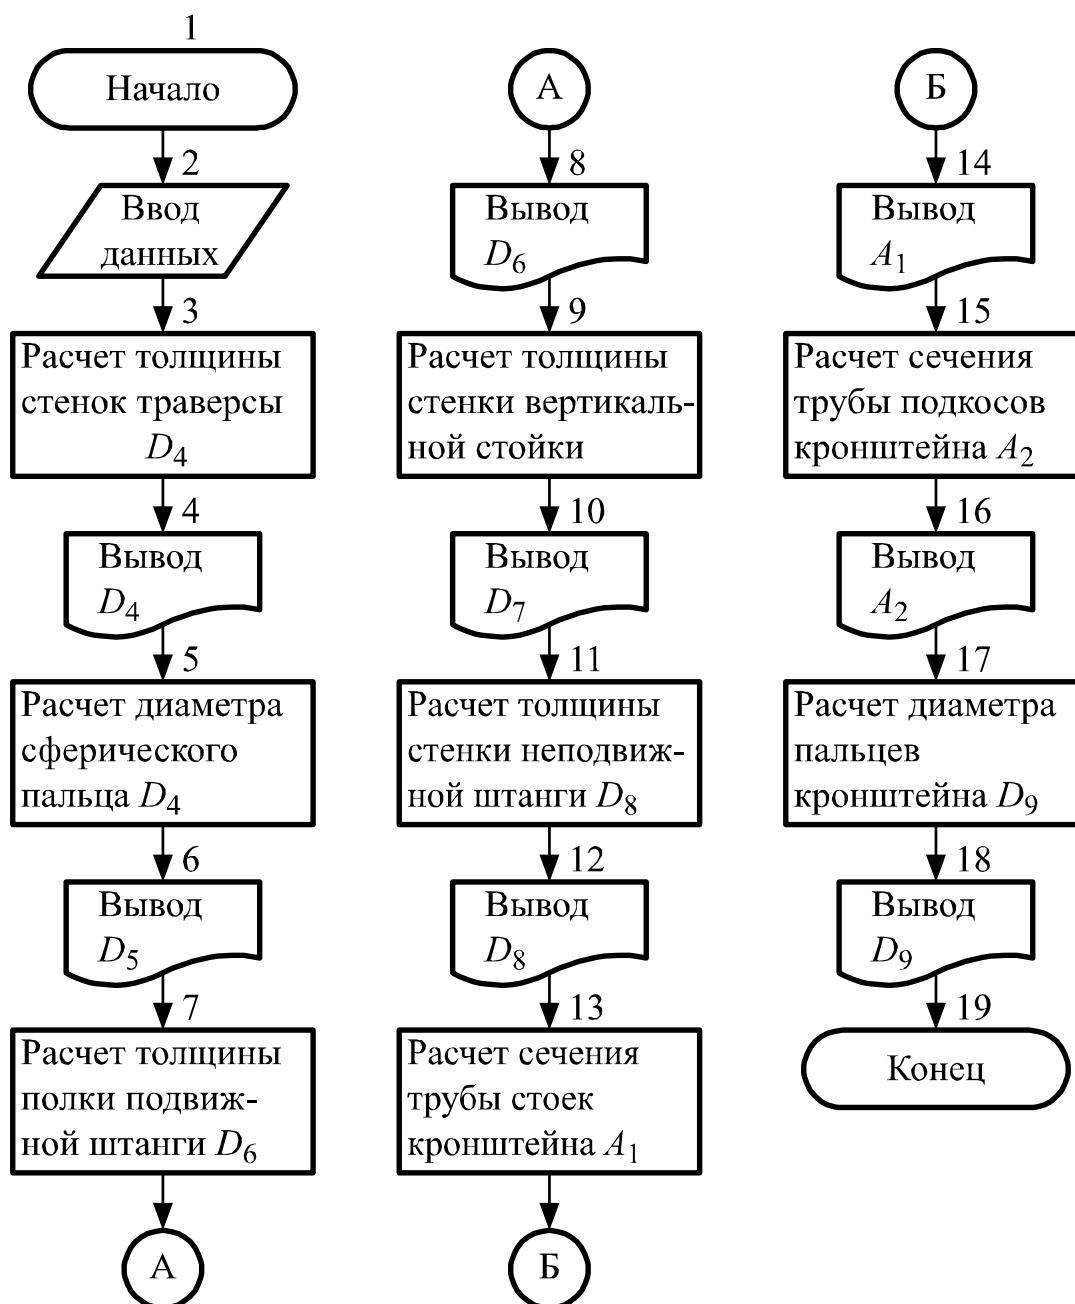 1
Начало
2
Ввод
данных
3
Расчет толщины
стенок траверсы
D4
4
Вывод
D4
5
Расчет диаметра
сферического
пальца D4
6
Вывод
D5
7
Расчет толщины
полки подвиж-
ной штанги D6
А
А
8
Вывод
D6
9
Расчет толщины
стенки вертикаль-
ной стойки
10
Вывод
D7
11
Расчет толщины
стенки неподвиж-
ной штанги D8
12
Вывод
D8
13
Расчет сечения
трубы стоек
кронштейна A1
Б
Б
14
Вывод
A1
15
Расчет сечения
трубы подкосов
кронштейна A2
16
Вывод
A2
17
Расчет диаметра
пальцев
кронштейна D9
18
Вывод
D9
19
Конец